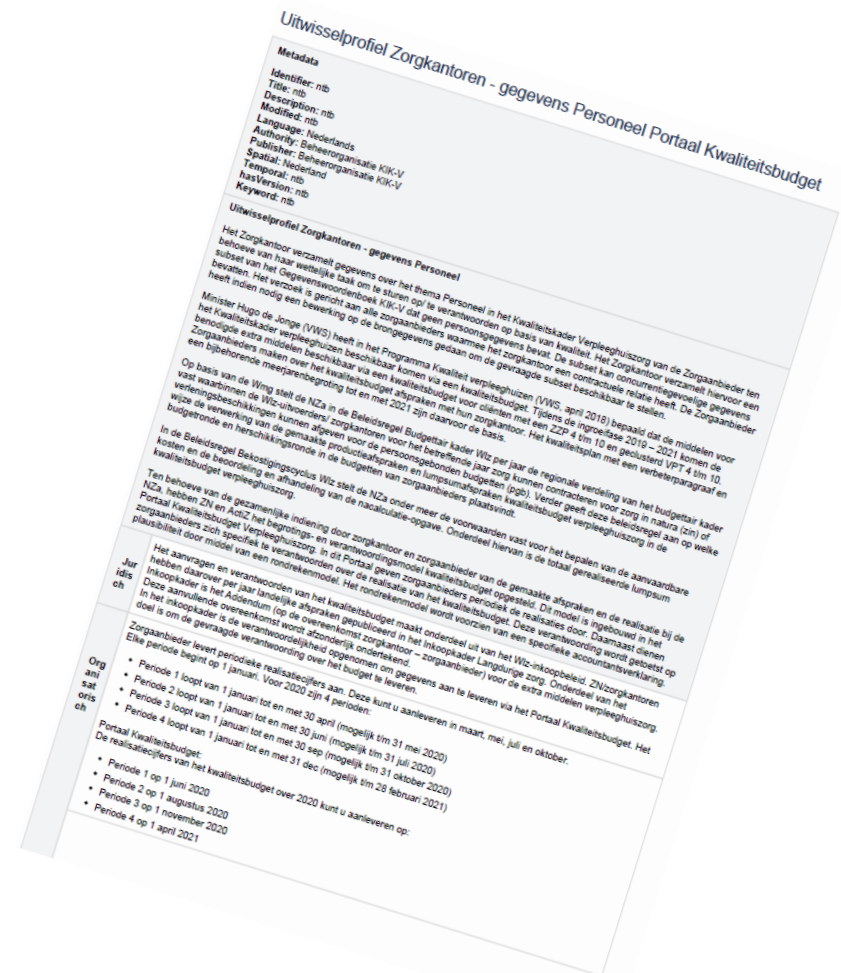 Uitwisselprofiel Zorgkantoren - gegevens Personeel Portaal Kwaliteitsbudget
Metadata
Identifier: ntb
Title: ntb
Description: ntb
Modified: ntb
Language: Nederlands
Authority: Beheerorganisatie KIK-V
Publisher: Beheerorganisatie KIK-V
Spatial: Nederland
Temporal: ntb
hasVersion: ntb
Keyword: ntb
Uitwisselprofiel Zorgkantoren - gegevens Personeel
Het Zorgkantoor verzamelt gegevens over het thema Personeel in het Kwaliteitskader Verpleeghuiszorg van de Zorgaanbieder ten
behoeve van haar wettelijke taak om te sturen op/ te verantwoorden op basis van kwaliteit. Het Zorgkantoor verzamelt hiervoor een
subset van het Gegevenswoordenboek KIK-V dat geen persoonsgegevens bevat. De subset kan concurrentiegevoelige gegevens
bevatten. Het verzoek is gericht aan alle zorgaanbieders waarmee het zorgkantoor een contractuele relatie heeft. De Zorgaanbieder
heeft indien nodig een bewerking op de brongegevens gedaan om de gevraagde subset beschikbaar te stellen.
Minister Hugo de Jonge (VWS) heeft in het Programma Kwaliteit verpleeghuizen (VWS, april 2018) bepaald dat de middelen voor
het Kwaliteitskader verpleeghuizen beschikbaar komen via een kwaliteitsbudget. Tijdens de ingroeifase 2019 – 2021 komen de
benodigde extra middelen beschikbaar via een kwaliteitsbudget voor cliënten met een ZZP 4 t/m 10 en geclusterd VPT 4 t/m 10.
Zorgaanbieders maken over het kwaliteitsbudget afspraken met hun zorgkantoor. Het kwaliteitsplan met een verbeterparagraaf en
een bijbehorende meerjarenbegroting tot en met 2021 zijn daarvoor de basis.
Op basis van de Wmg stelt de NZa in de Beleidsregel Budgettair kader Wlz per jaar de regionale verdeling van het budgettair kader
vast waarbinnen de Wlz-uitvoerders/ zorgkantoren voor het betreffende jaar zorg kunnen contracteren voor zorg in natura (zin) of
verleningsbeschikkingen kunnen afgeven voor de persoonsgebonden budgetten (pgb). Verder geeft deze beleidsregel aan op welke
wijze de verwerking van de gemaakte productieafspraken en lumpsumafspraken kwaliteitsbudget verpleeghuiszorg in de
budgetronde en herschikkingsronde in de budgetten van zorgaanbieders plaatsvindt.
In de Beleidsregel Bekostigingscyclus Wlz stelt de NZa onder meer de voorwaarden vast voor het bepalen van de aanvaardbare
kosten en de beoordeling en afhandeling van de nacalculatie-opgave. Onderdeel hiervan is de totaal gerealiseerde lumpsum
kwaliteitsbudget verpleeghuiszorg.
Ten behoeve van de gezamenlijke indiening door zorgkantoor en zorgaanbieder van de gemaakte afspraken en de realisatie bij de
NZa, hebben ZN en ActiZ het begrotings- en verantwoordingsmodel kwaliteitsbudget opgesteld. Dit model is ingebouwd in het
Portaal Kwaliteitsbudget Verpleeghuiszorg. In dit Portaal geven zorgaanbieders periodiek de realisaties door. Daarnaast dienen
zorgaanbieders zich specifiek te verantwoorden over de realisatie van het kwaliteitsbudget. Deze verantwoording wordt getoetst op
plausibiliteit door middel van een rondrekenmodel. Het rondrekenmodel wordt voorzien van een specifieke accountantsverklaring.
Jur
idis
ch
Het aanvragen en verantwoorden van het kwaliteitsbudget maakt onderdeel uit van het Wlz-inkoopbeleid. ZN/zorgkantoren
hebben daarover per jaar landelijke afspraken gepubliceerd in het Inkoopkader Langdurige zorg. Onderdeel van het
Inkoopkader is het Addendum (op de overeenkomst zorgkantoor – zorgaanbieder) voor de extra middelen verpleeghuiszorg.
Deze aanvullende overeenkomst wordt afzonderlijk ondertekend.
In het inkoopkader is de verantwoordelijkheid opgenomen om gegevens aan te leveren via het Portaal Kwaliteitsbudget. Het
doel is om de gevraagde verantwoording over het budget te leveren.
Org
ani
sat
oris
ch
Zorgaanbieder levert periodieke realisatiecijfers aan. Deze kunt u aanleveren in maart, mei, juli en oktober.
Elke periode begint op 1 januari. Voor 2020 zijn 4 perioden:
• Periode 1 loopt van 1 januari tot en met 30 april (mogelijk t/m 31 mei 2020)
• Periode 2 loopt van 1 januari tot en met 30 juni (mogelijk t/m 31 juli 2020)
• Periode 3 loopt van 1 januari tot en met 30 sep (mogelijk t/m 31 oktober 2020)
• Periode 4 loopt van 1 januari tot en met 31 dec (mogelijk t/m 28 februari 2021)
Portaal Kwaliteitsbudget:
De realisatiecijfers van het kwaliteitsbudget over 2020 kunt u aanleveren op:
• Periode 1 op 1 juni 2020
• Periode 2 op 1 augustus 2020
• Periode 3 op 1 november 2020
• Periode 4 op 1 april 2021